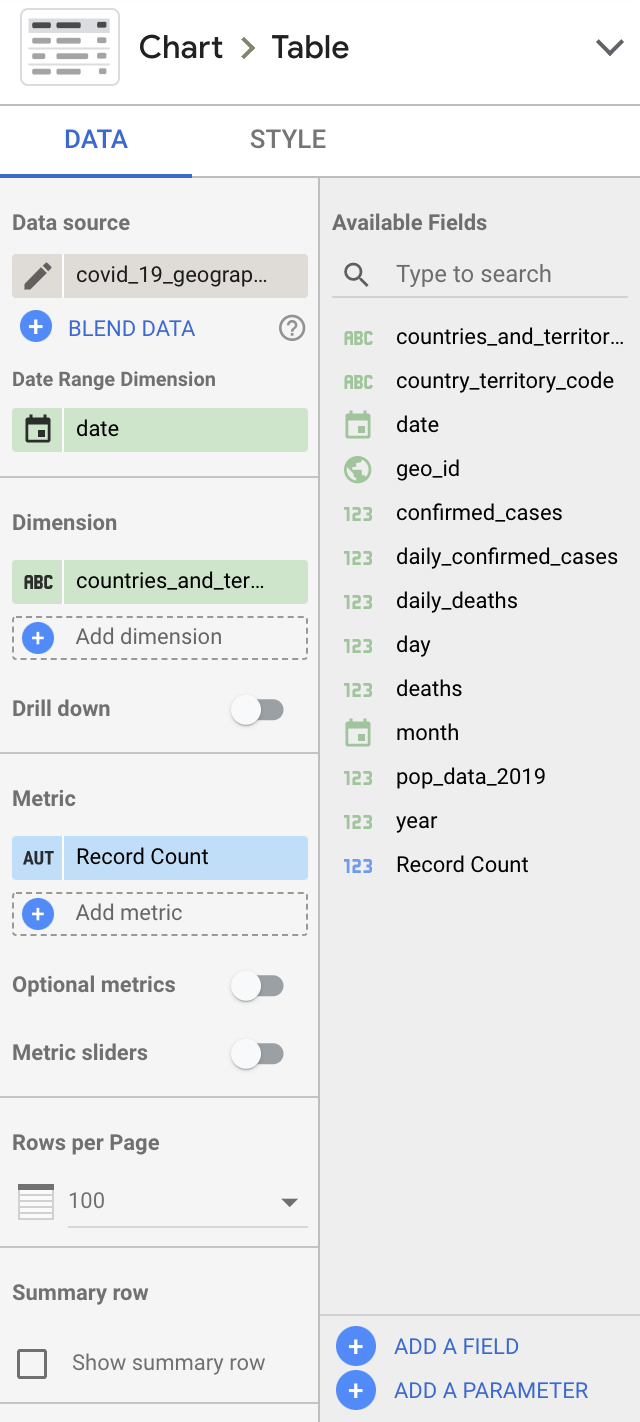 Chart > Table
DATA
STYLE
Data source
covid_19_geograp...
BLEND DATA
?
Date Range Dimension
date
Dimension
ABC countries_and_ter...
Add dimension
Drill down
Metric
AUT Record Count
Add metric
Optional metrics
Metric sliders
Rows per Page
100
Summary row
Show summary row
Available Fields
Type to search
ABC countries_and_territor...
ABC country_territory_code
date
geo_id
123 confirmed_cases
123 daily_confirmed_cases
123 daily_deaths
123 day
123 deaths
month
123 pop_data_2019
123 year
123 Record Count
ADD A FIELD
ADD A PARAMETER